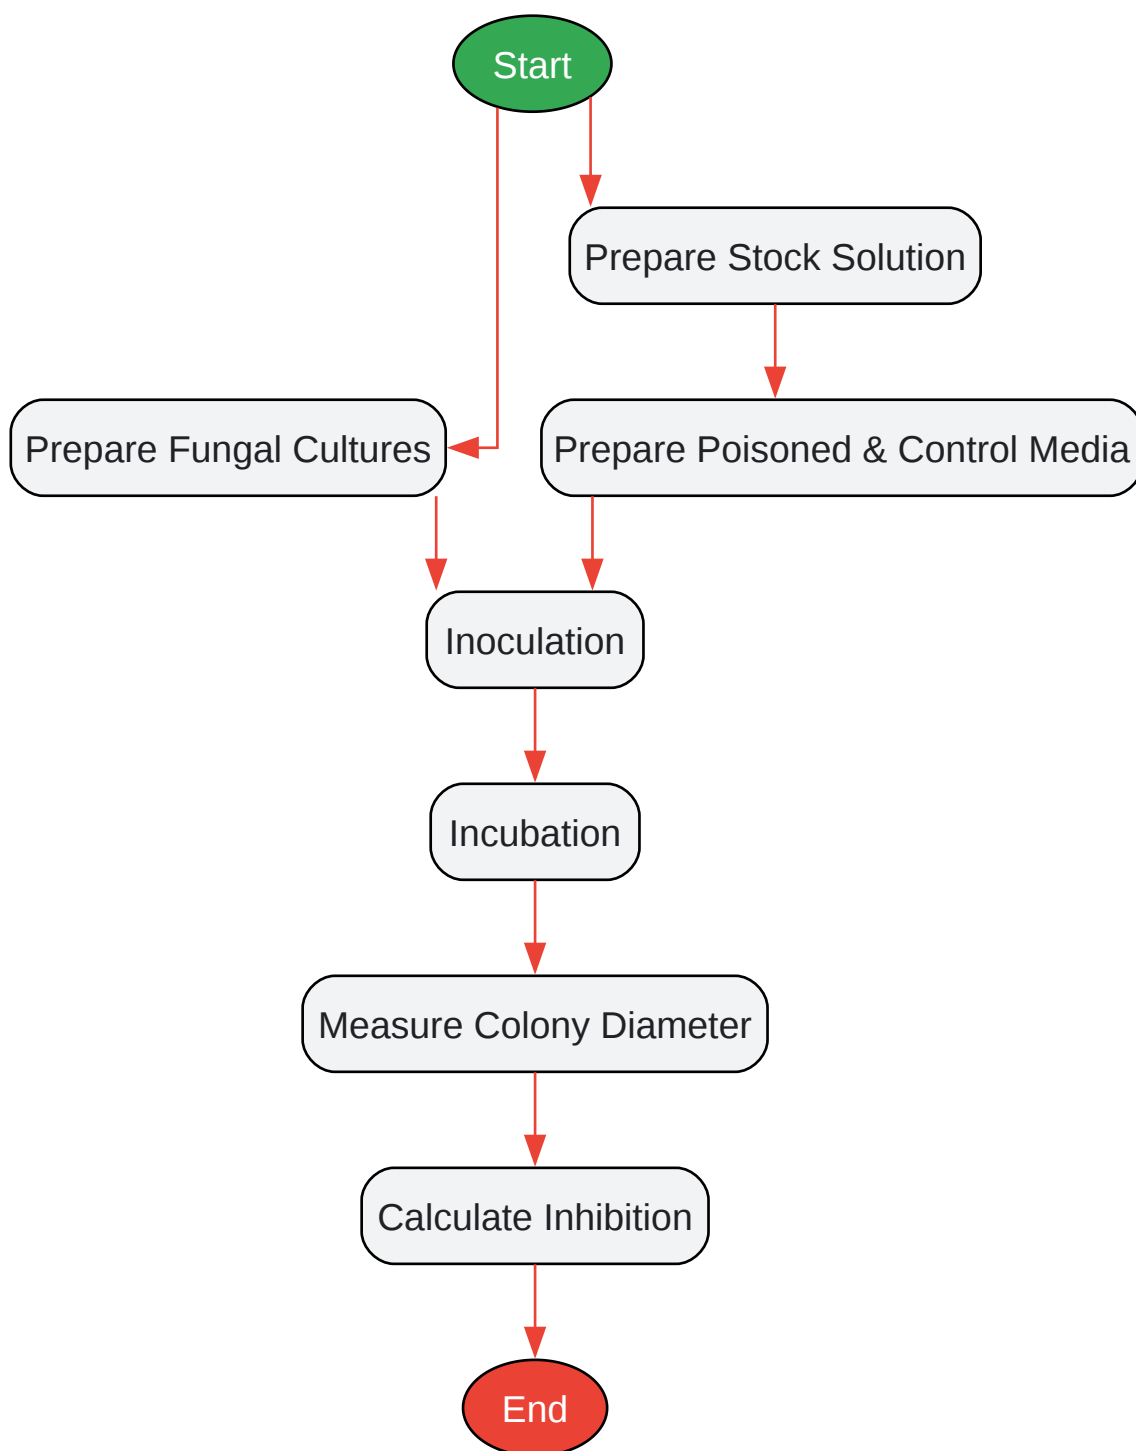 Start
Prepare Stock Solution
Prepare Fungal Cultures
Prepare Poisoned & Control Media
Inoculation
Incubation
Measure Colony Diameter
Calculate Inhibition
End